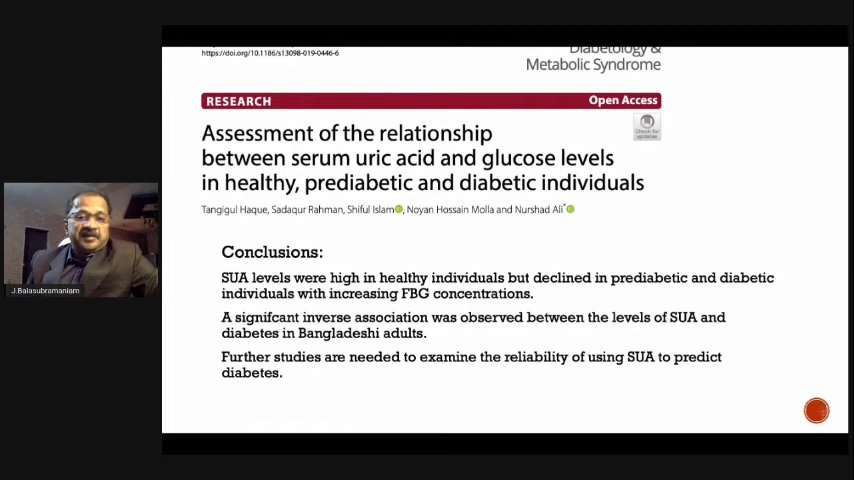 https://doi.org/10.1186/s13098-019-0446-6
Diabetology &
Metabolic Syndrome
RESEARCH
Open Access
Check for
updates
Assessment of the relationship
between serum uric acid and glucose levels
in healthy, prediabetic and diabetic individuals
Tangigul Haque, Sadaqur Rahman, Shiful Islam, Noyan Hossain Molla and Nurshad Ali*
Conclusions:
SUA levels were high in healthy individuals but declined in prediabetic and diabetic
individuals with increasing FBG concentrations.
A signifcant inverse association was observed between the levels of SUA and
diabetes in Bangladeshi adults.
Further studies are needed to examine the reliability of using SUA to predict
diabetes.
J.Balasubramaniam